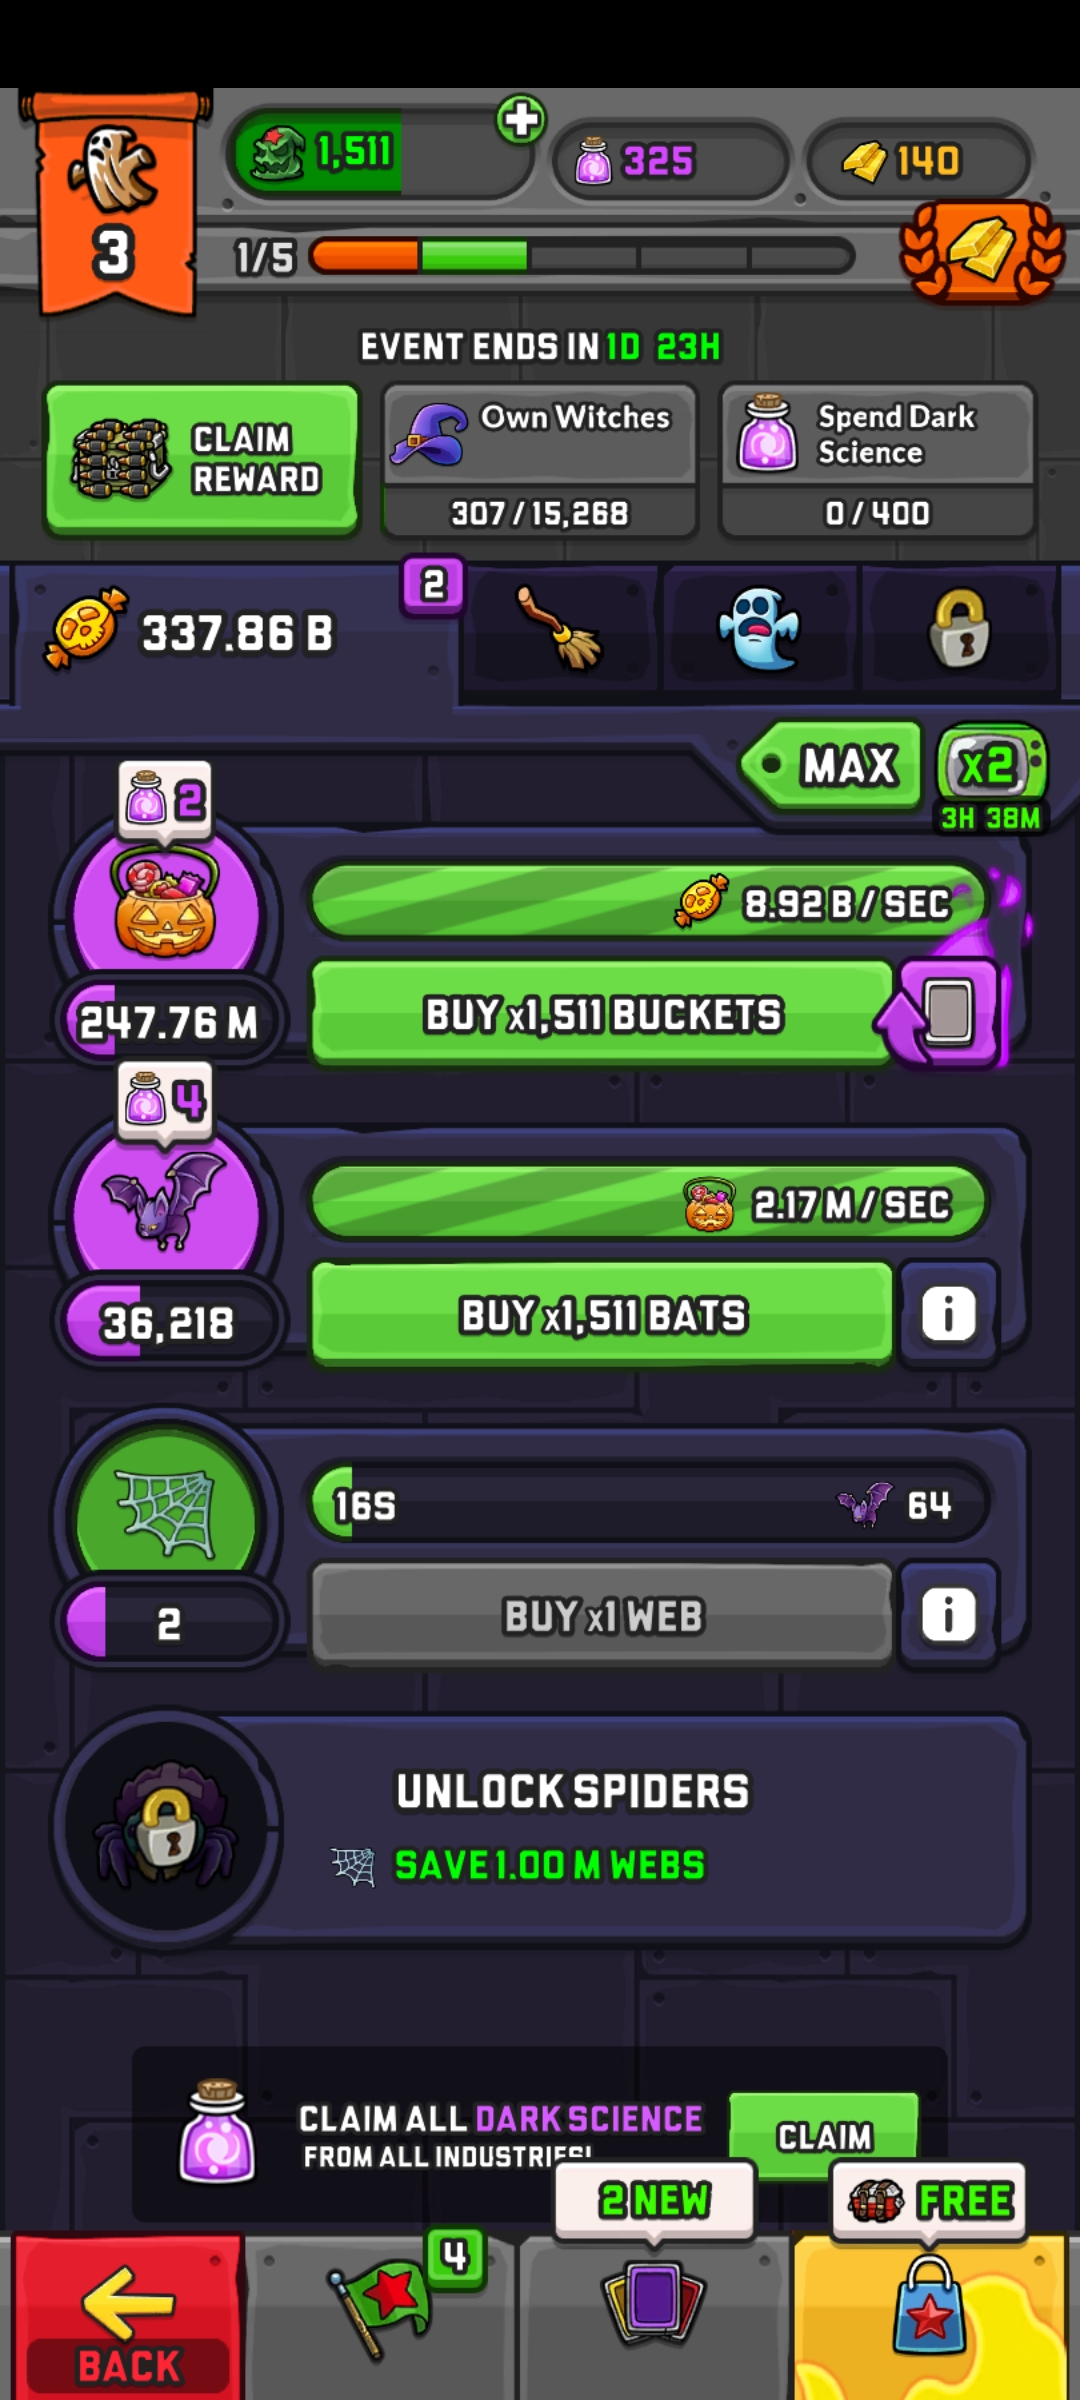 1,511
325
140
3
1/5
EVENT ENDS IN 1D 23H
CLAIM
REWARD
Own Witches
307/15,268
Spend Dark
Science
0/400
337.86 B
2
MAX
x2
3H 38M
2
8.92 B/SEC
247.76 M
BUY x1,511 BUCKETS
4
2.17 M/SEC
36,218
BUY x1,511 BATS
i
16S
64
2
BUY x1 WEB
i
UNLOCK SPIDERS
SAVE 1.00 M WEBS
CLAIM ALL DARK SCIENCE
FROM ALL INDUSTRIES!
CLAIM
2 NEW
FREE
4
BACK